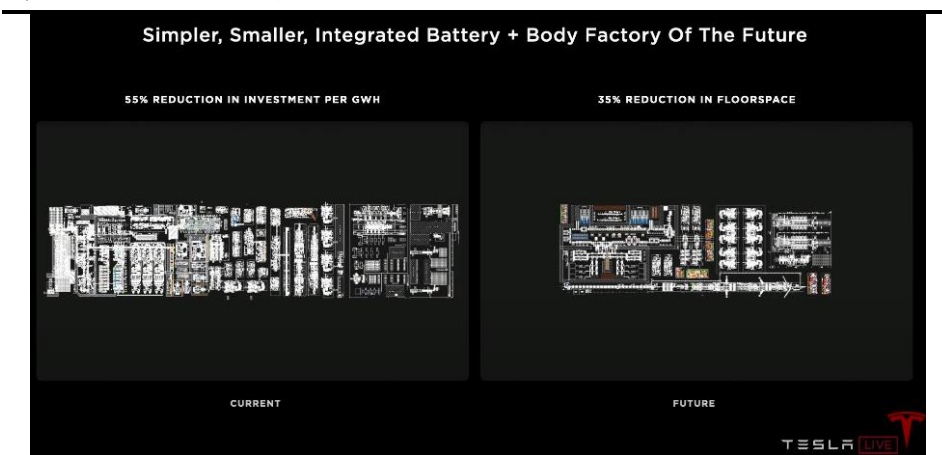 Simpler, Smaller, Integrated Battery + Body Factory Of The Future
55% REDUCTION IN INVESTMENT PER GWH
35% REDUCTION IN FLOORSPACE
CURRENT
FUTURE
TESLA LIVE